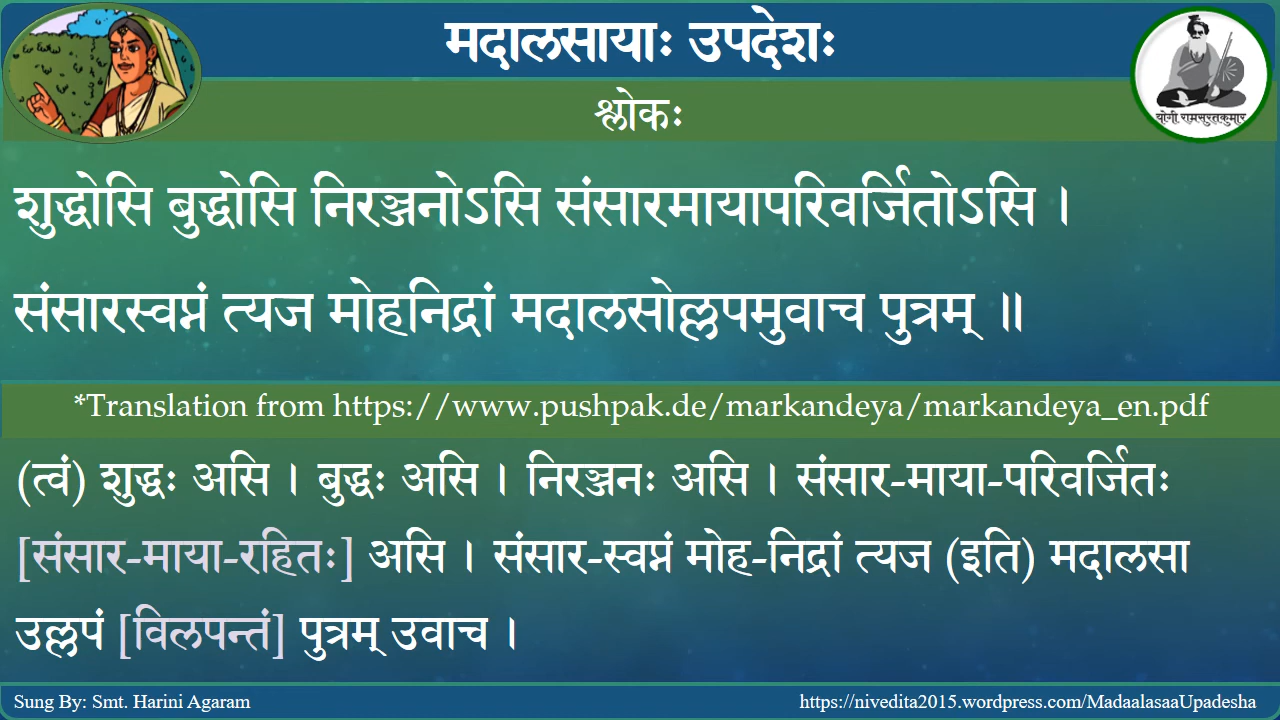 मदालसायाः उपदेशः
योगी रामसुरतकुमार
श्लोकः
शुद्धोसि बुद्धोसि निरञ्जनोऽसि संसारमायापरिवर्जितोऽसि ।
संसारस्वप्नं त्यज मोहनिद्रां मदालसोल्लपमुवाच पुत्रम् ॥
*Translation from https://www.pushpak.de/markandeya/markandeya_en.pdf
(त्वं) शुद्धः असि । बुद्धः असि । निरञ्जनः असि । संसार-माया-परिवर्जितः
[संसार-माया-रहितः] असि । संसार-स्वप्नं मोह-निद्रां त्यज (इति) मदालसा
उल्लपं [विलपन्तं] पुत्रम् उवाच ।
Sung By: Smt. Harini Agaram
https://nivedita2015.wordpress.com/MadaalasaaUpadesha